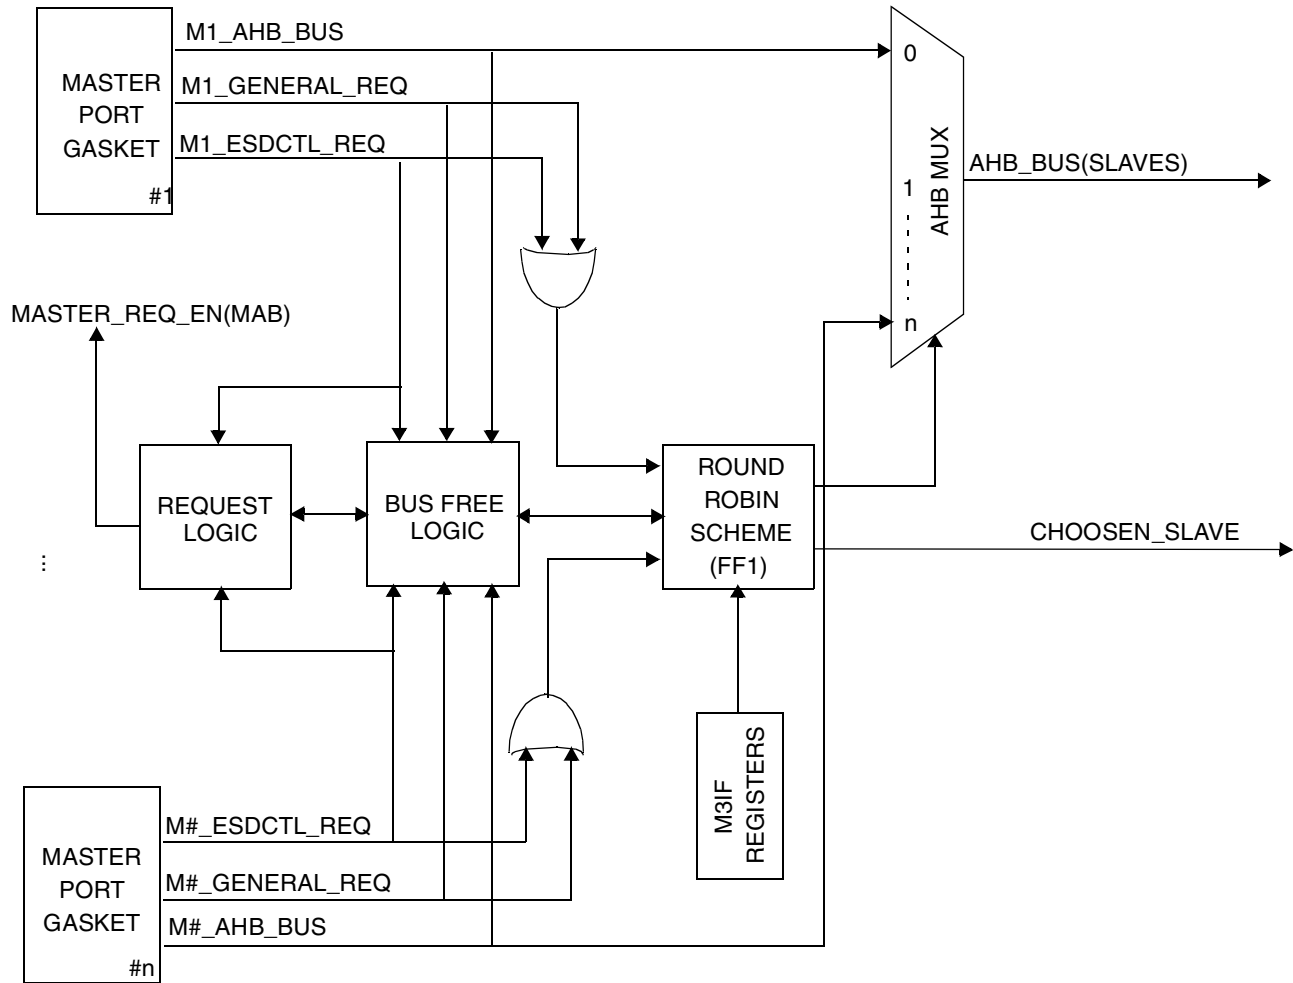 M1_AHB_BUS
M1_GENERAL_REQ
M1_ESDCTL_REQ
MASTER
PORT
GASKET
#1
0
1
n
AHB MUX
AHB_BUS(SLAVES)
MASTER_REQ_EN(MAB)
REQUEST
LOGIC
BUS FREE
LOGIC
ROUND
ROBIN
SCHEME
(FF1)
CHOOSEN_SLAVE
...
M3IF
REGISTERS
M#_ESDCTL_REQ
M#_GENERAL_REQ
M#_AHB_BUS
MASTER
PORT
GASKET
#n